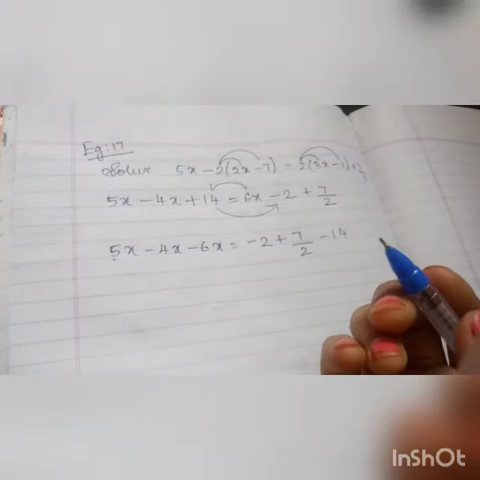 Eg:17
Solve 5x - 2(2x - 7) = 2(3x - 1) + 7/2
5x - 4x + 14 = 6x - 2 + 7/2
5x - 4x - 6x = -2 + 7/2 - 14
InShOt